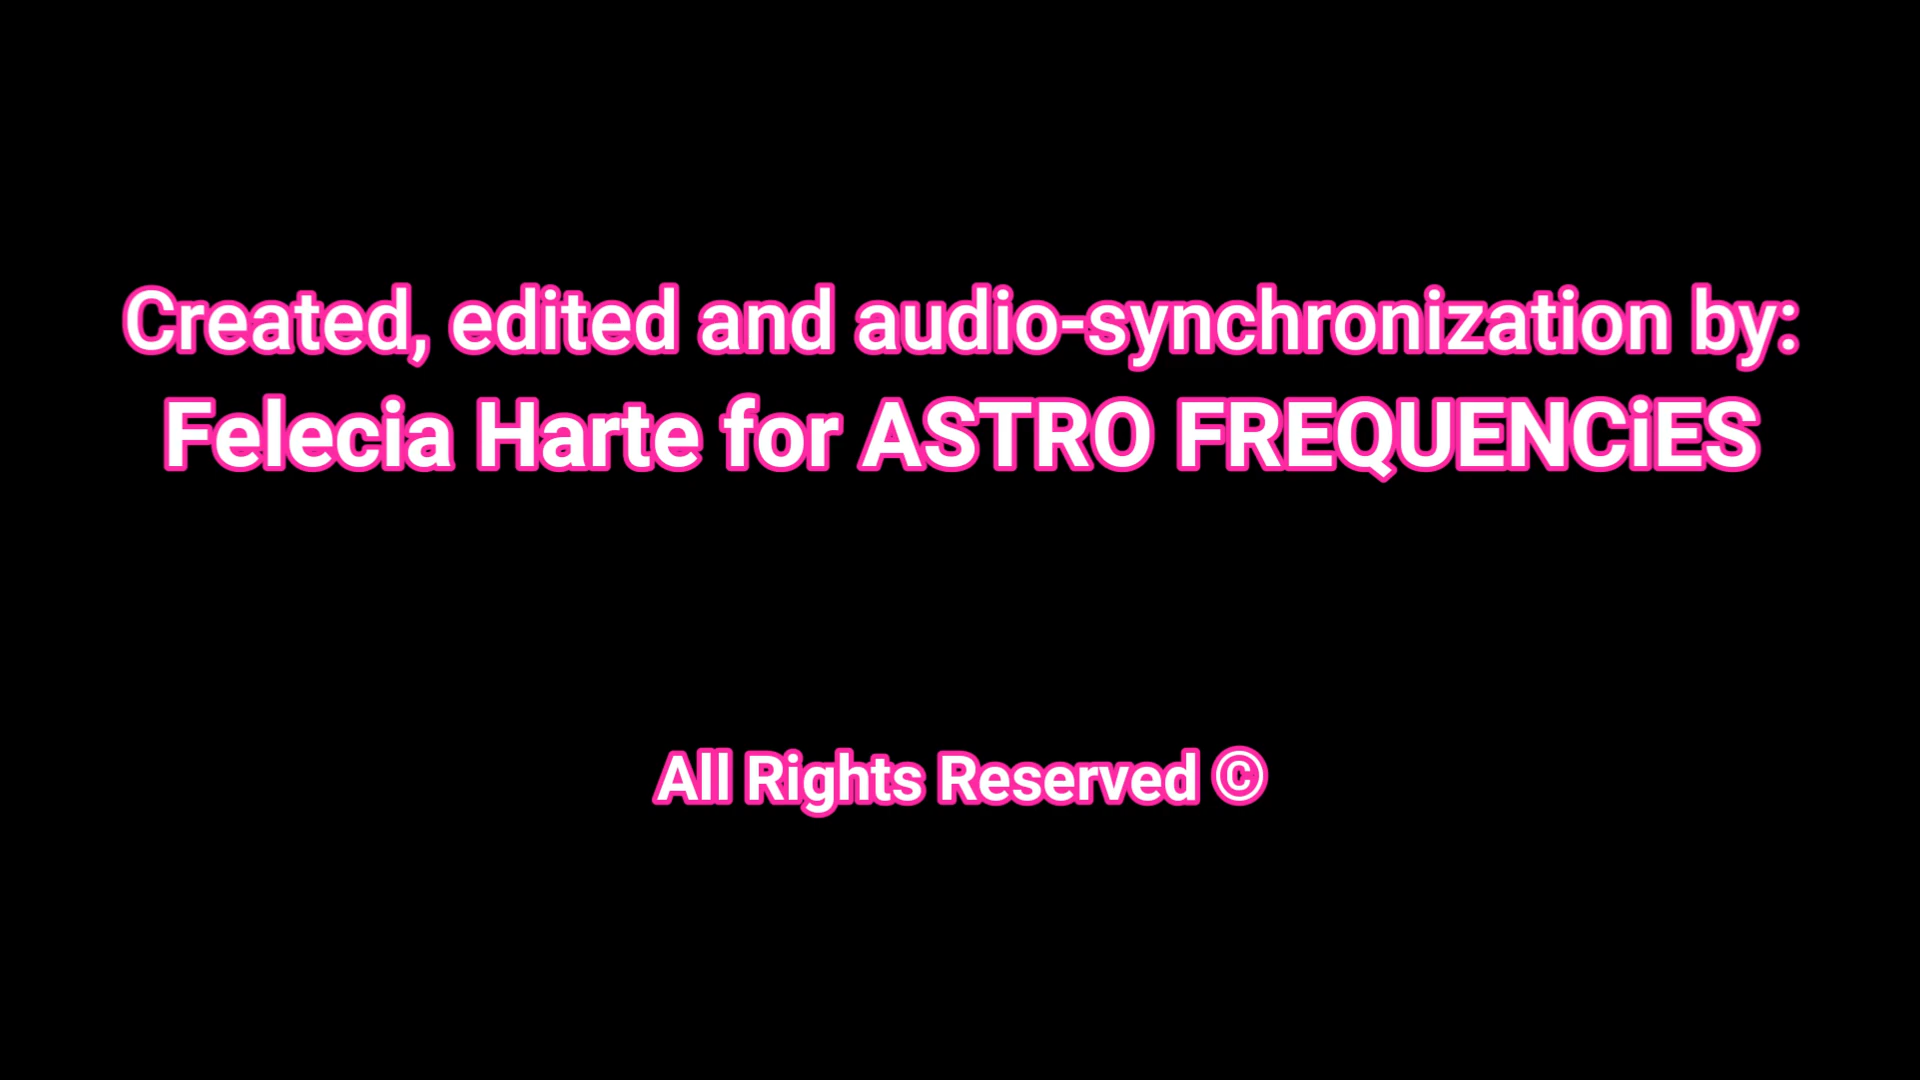 Created, edited and audio-synchronization by:
Felecia Harte for ASTRO FREQUENCiES
All Rights Reserved ©